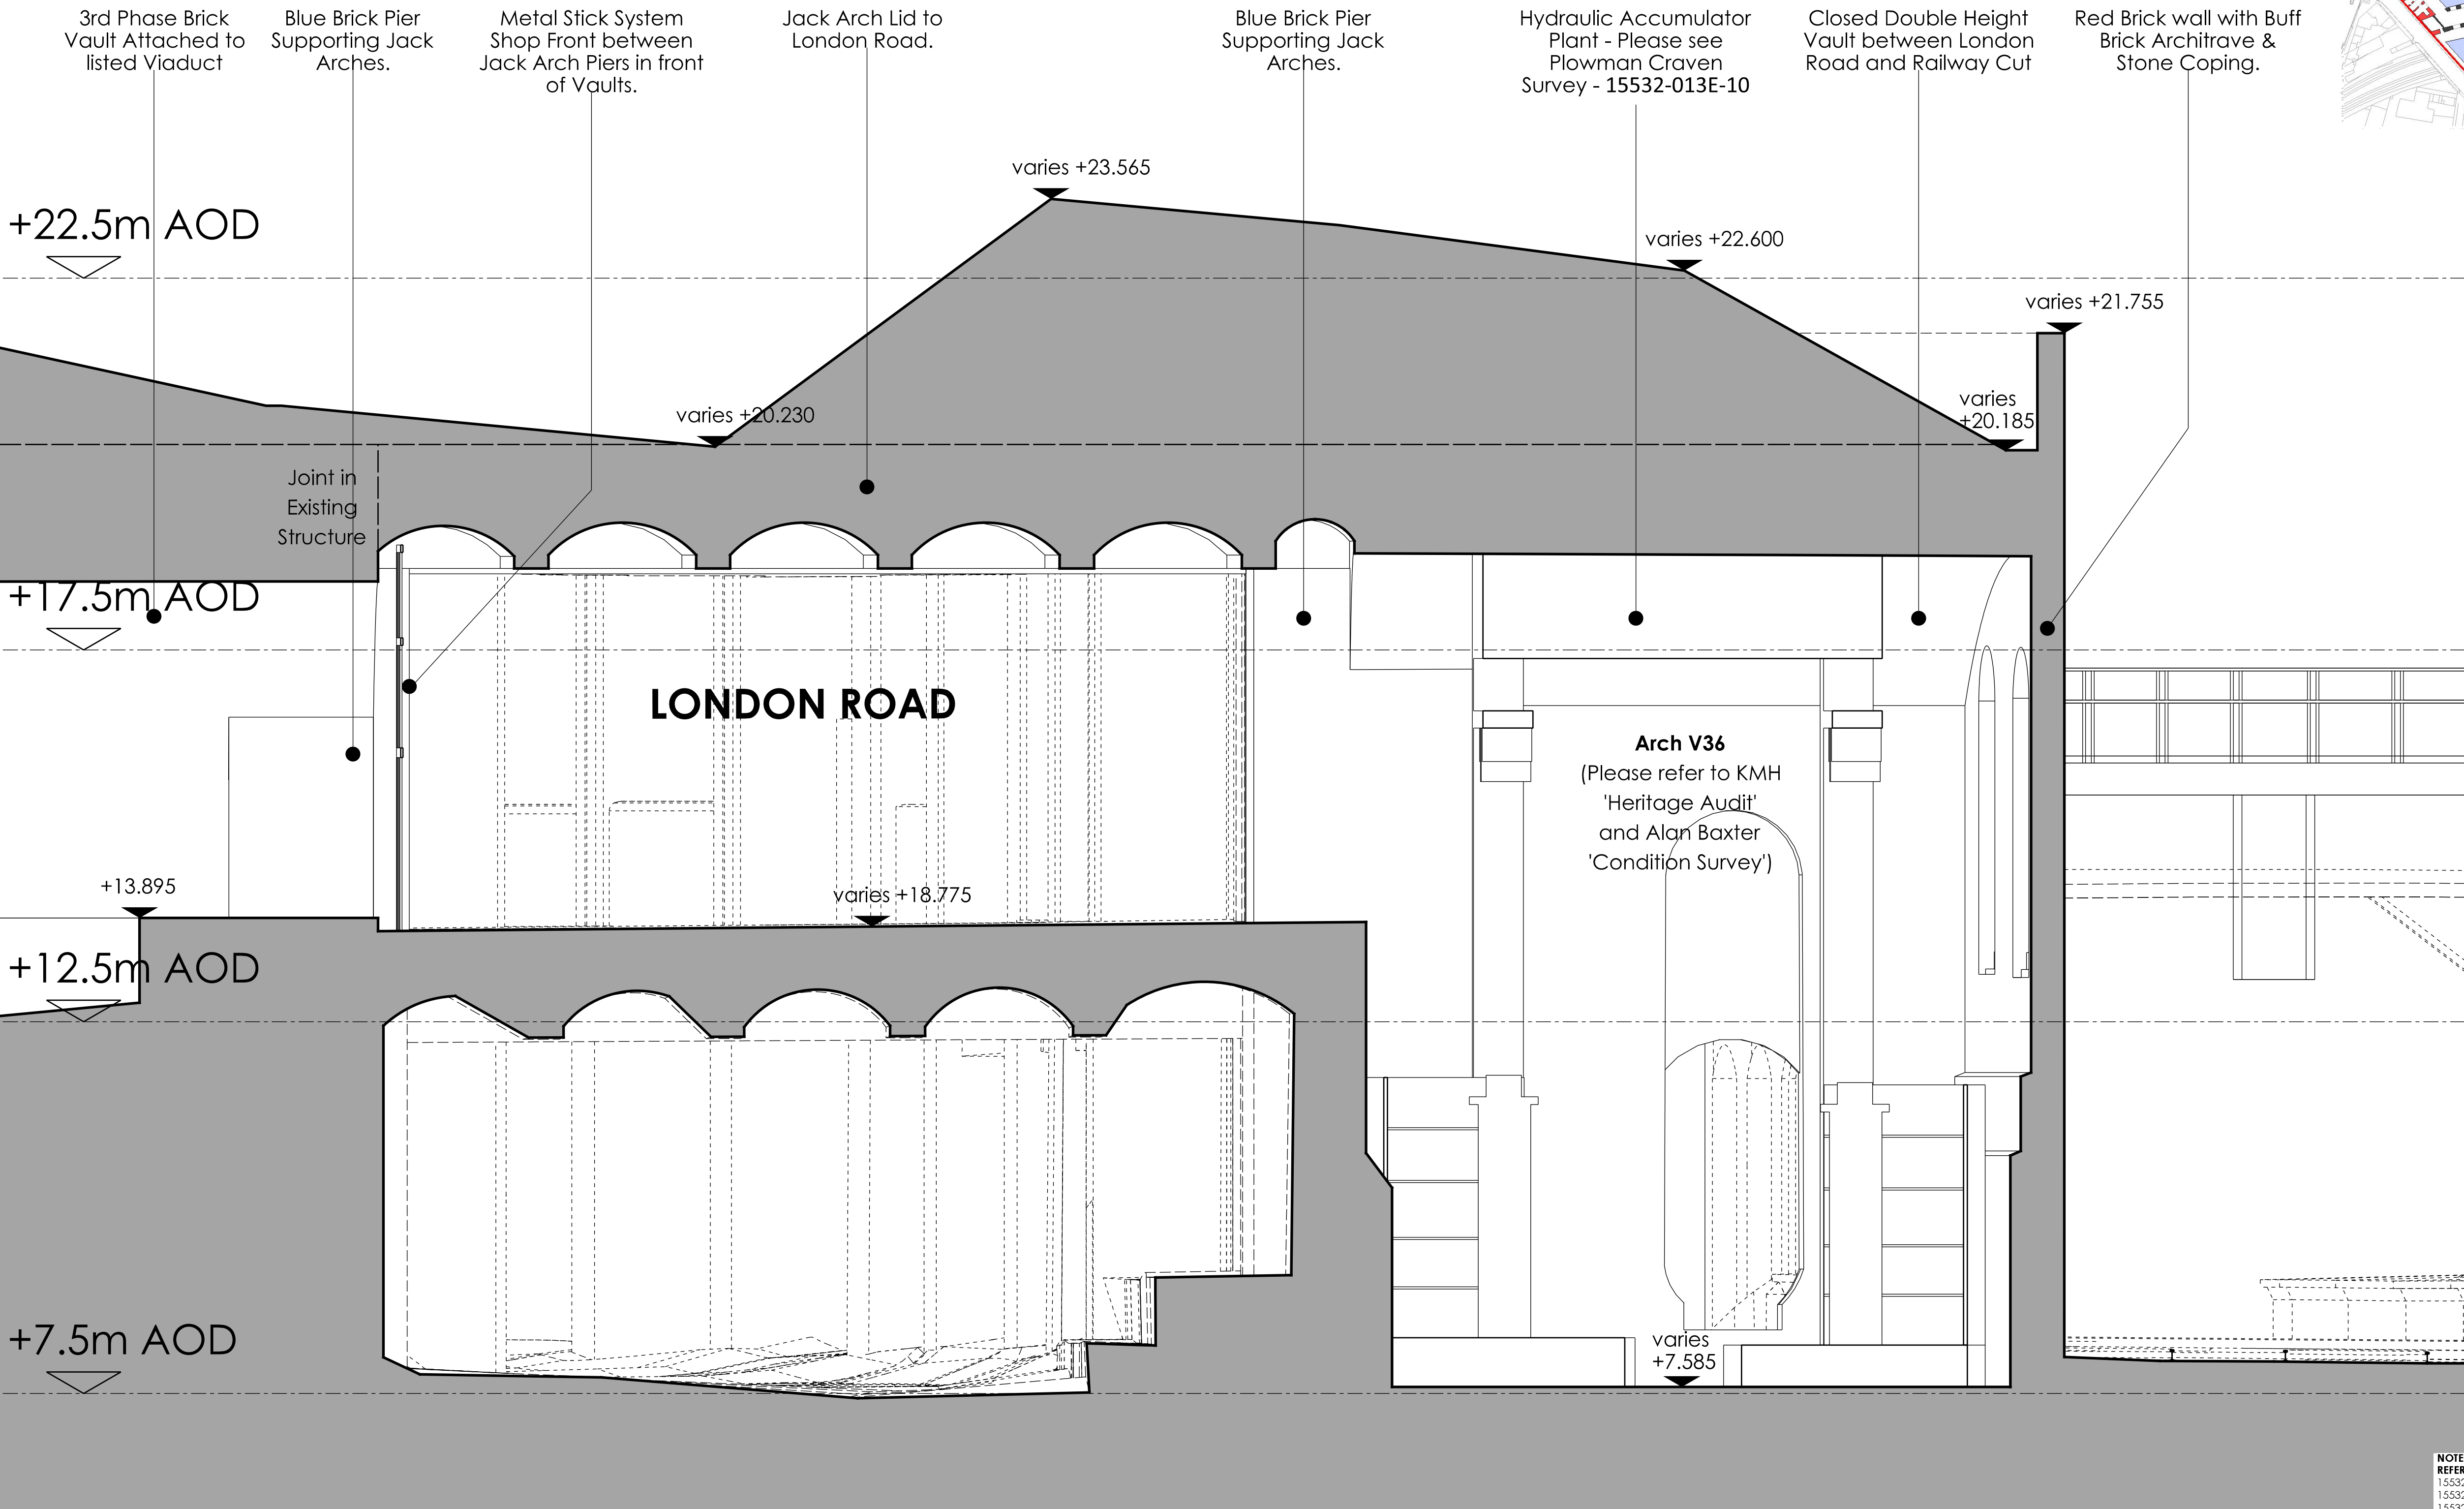 3rd Phase Brick
Vault Attached to
listed Viaduct
Blue Brick Pier
Supporting Jack
Arches.
Metal Stick System
Shop Front between
Jack Arch Piers in front
of Vaults.
Jack Arch Lid to
London Road.
Blue Brick Pier
Supporting Jack
Arches.
Hydraulic Accumulator
Plant - Please see
Plowman Craven
Survey - 15532-013E-10
Closed Double Height
Vault between London
Road and Railway Cut
Red Brick wall with Buff
Brick Architrave &
Stone Coping.
varies +23.565
+22.5m AOD
varies +22.600
varies +21.755
varies +20.230
varies
+20.185
Joint in
Existing
Structure
+17.5m AOD
LONDON ROAD
Arch V36
(Please refer to KMH
'Heritage Audit'
and Alan Baxter
'Condition Survey')
+13.895
varies +18.775
+12.5m AOD
+7.5m AOD
varies
+7.585
NOTE
REFER
15532
15532
15532